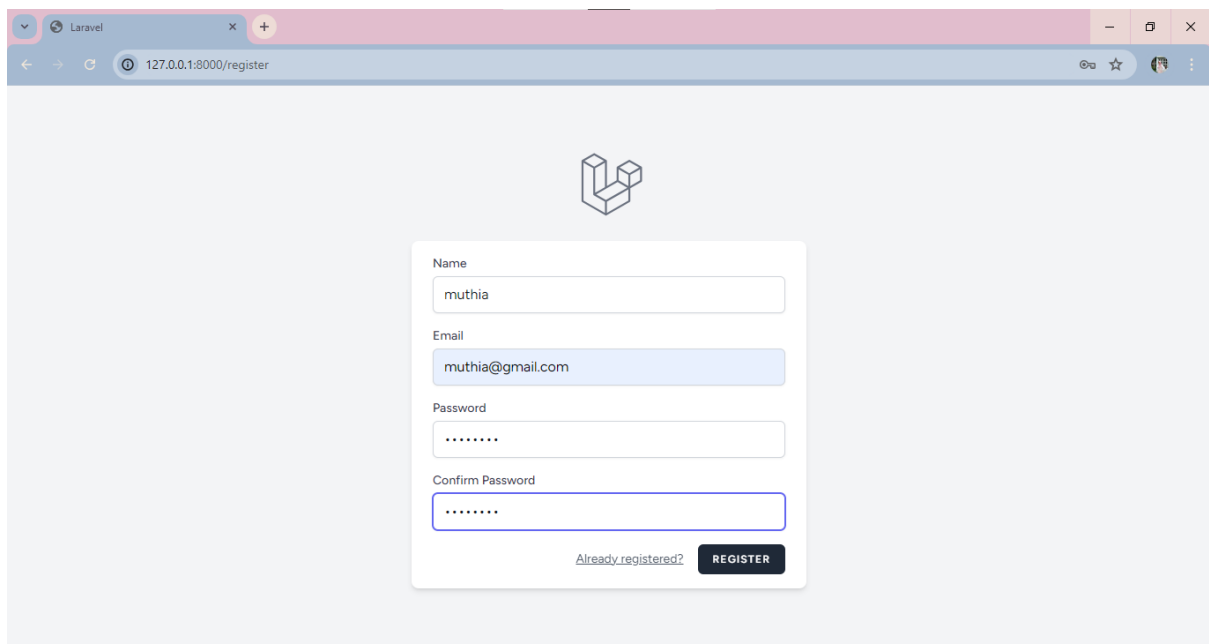 Laravel
127.0.0.1:8000/register
Name
muthia
Email
muthia@gmail.com
Password
••••••••
Confirm Password
••••••••
Already registered? REGISTER